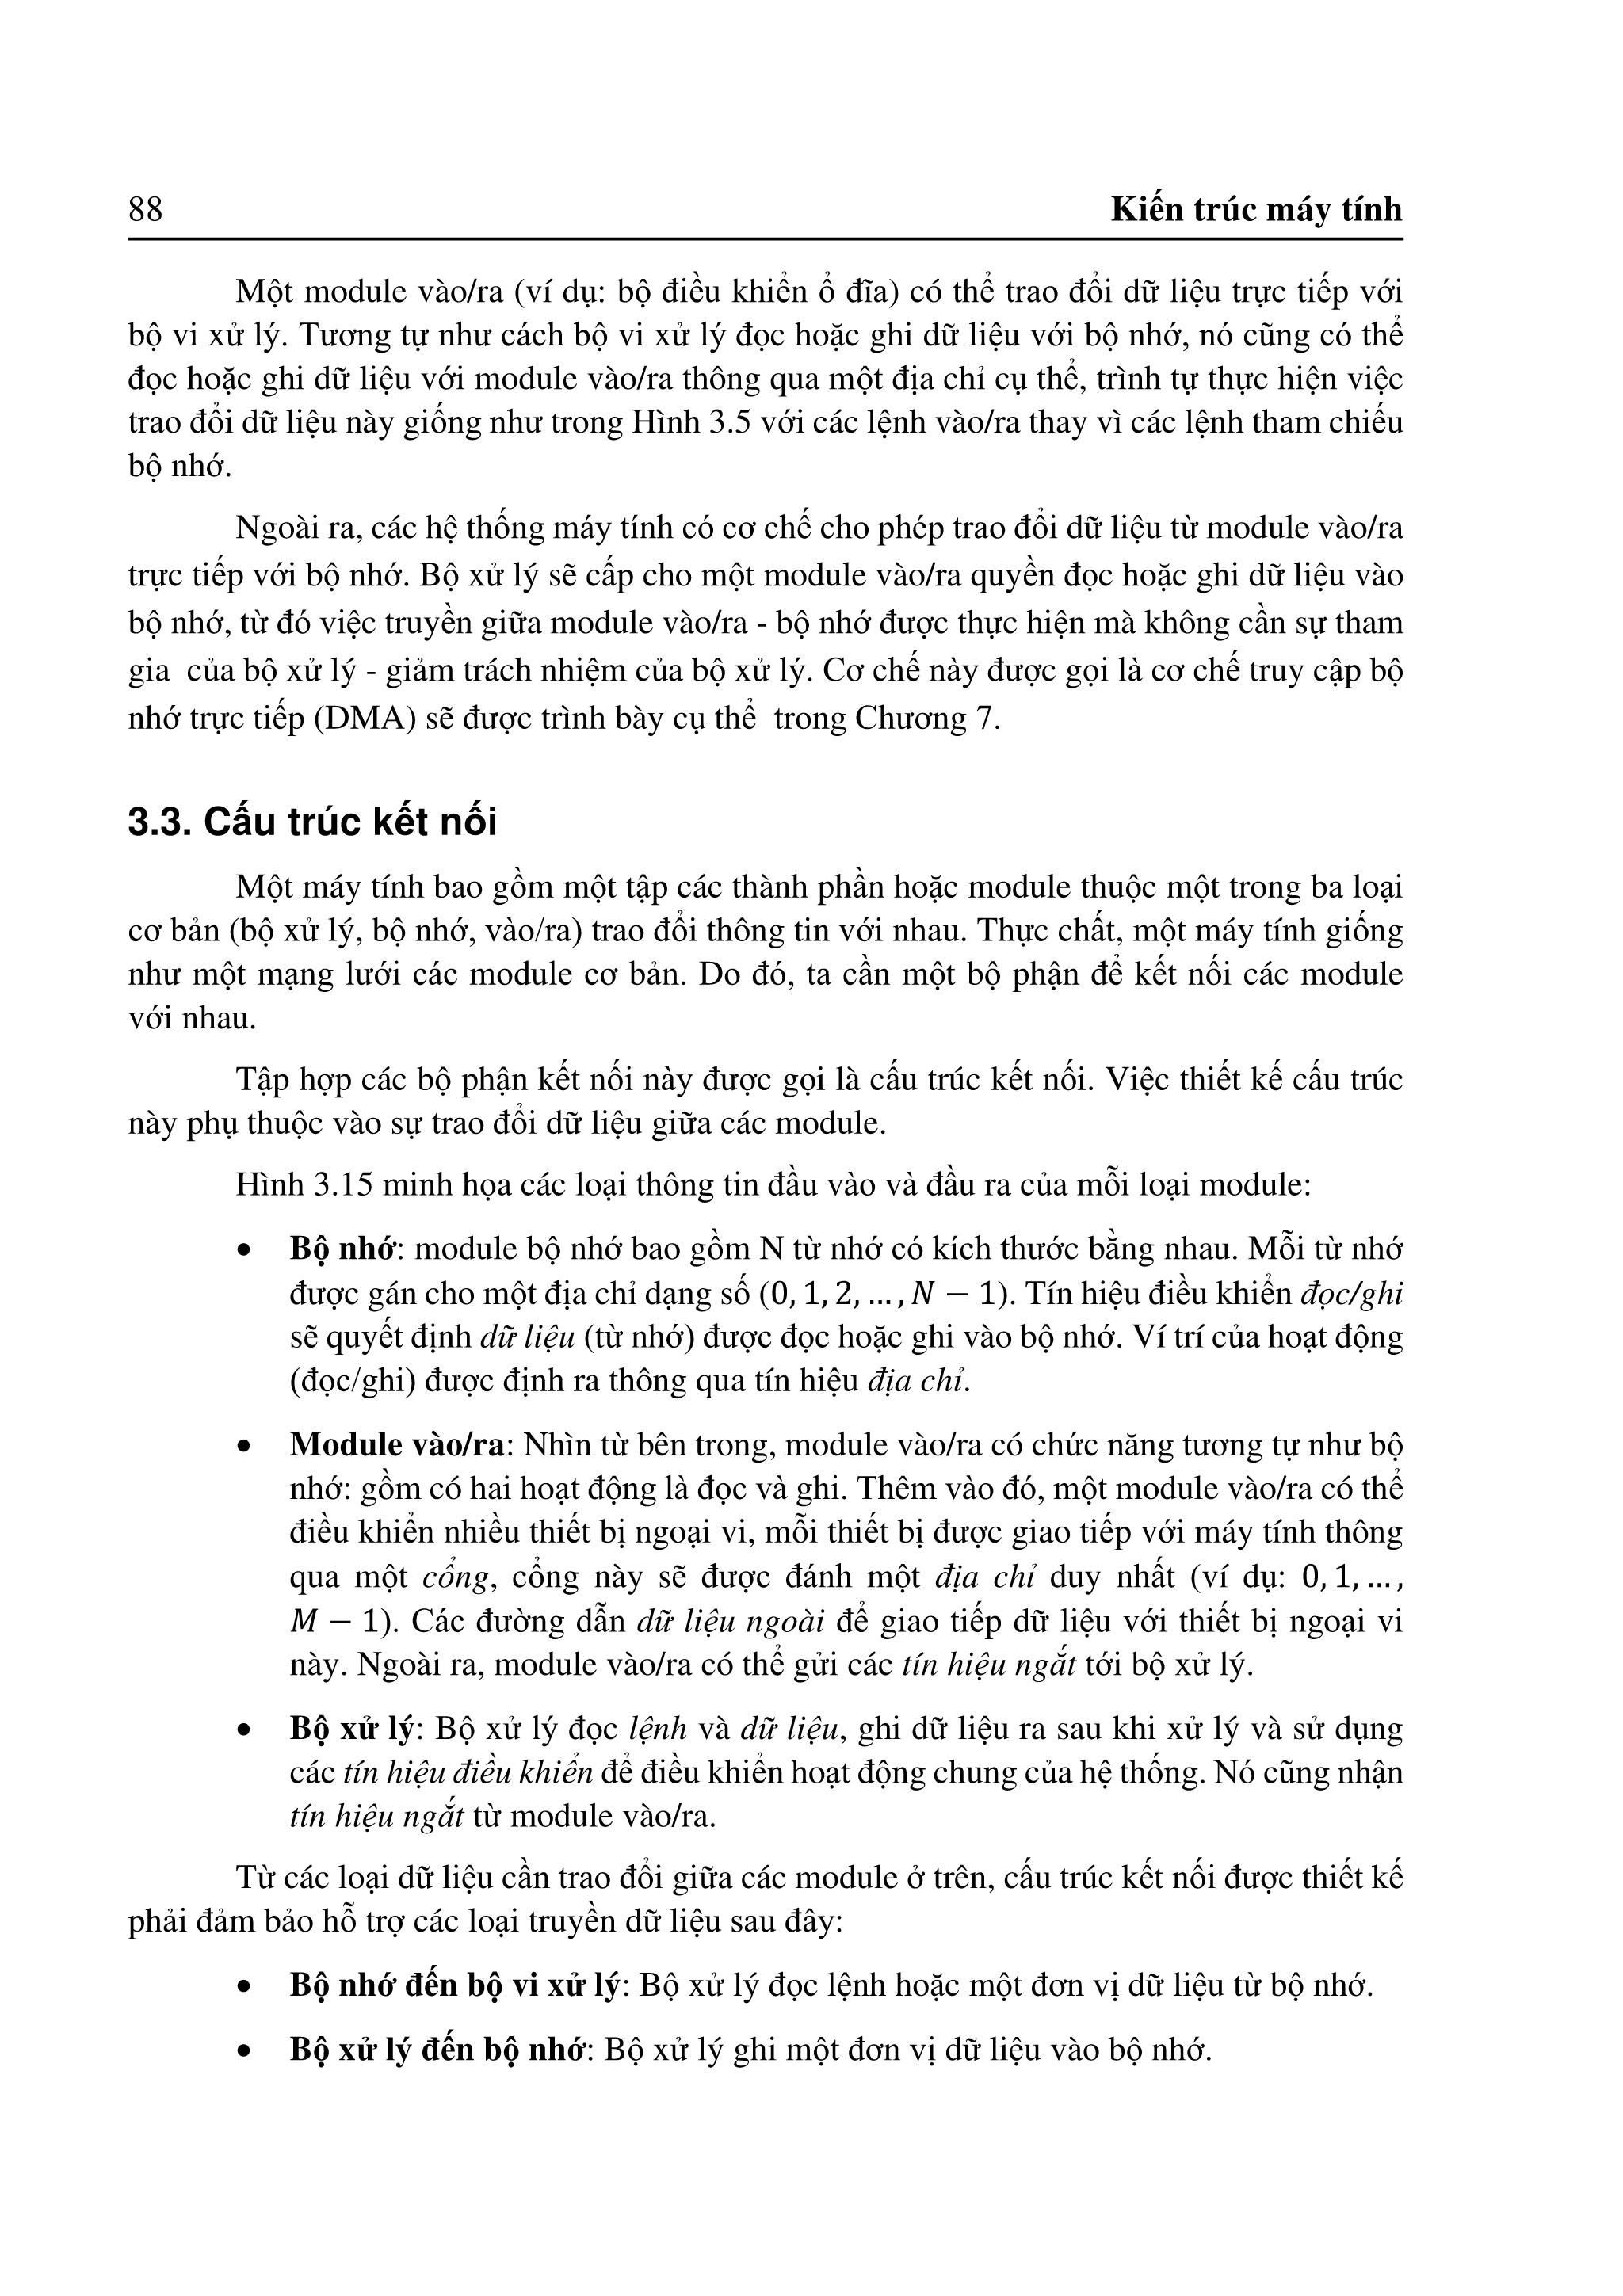 88 Kiến trúc máy tính
Một module vào/ra (ví dụ: bộ điều khiển ổ đĩa) có thể trao đổi dữ liệu trực tiếp với
bộ vi xử lý. Tương tự như cách bộ vi xử lý đọc hoặc ghi dữ liệu với bộ nhớ, nó cũng có thể
đọc hoặc ghi dữ liệu với module vào/ra thông qua một địa chỉ cụ thể, trình tự thực hiện việc
trao đổi dữ liệu này giống như trong Hình 3.5 với các lệnh vào/ra thay vì các lệnh tham chiếu
bộ nhớ.
Ngoài ra, các hệ thống máy tính có cơ chế cho phép trao đổi dữ liệu từ module vào/ra
trực tiếp với bộ nhớ. Bộ xử lý sẽ cấp cho một module vào/ra quyền đọc hoặc ghi dữ liệu vào
bộ nhớ, từ đó việc truyền giữa module vào/ra - bộ nhớ được thực hiện mà không cần sự tham
gia của bộ xử lý - giảm trách nhiệm của bộ xử lý. Cơ chế này được gọi là cơ chế truy cập bộ
nhớ trực tiếp (DMA) sẽ được trình bày cụ thể trong Chương 7.
3.3. Cấu trúc kết nối
Một máy tính bao gồm một tập các thành phần hoặc module thuộc một trong ba loại
cơ bản (bộ xử lý, bộ nhớ, vào/ra) trao đổi thông tin với nhau. Thực chất, một máy tính giống
như một mạng lưới các module cơ bản. Do đó, ta cần một bộ phận để kết nối các module
với nhau.
Tập hợp các bộ phận kết nối này được gọi là cấu trúc kết nối. Việc thiết kế cấu trúc
này phụ thuộc vào sự trao đổi dữ liệu giữa các module.
Hình 3.15 minh họa các loại thông tin đầu vào và đầu ra của mỗi loại module:
• Bộ nhớ: module bộ nhớ bao gồm N từ nhớ có kích thước bằng nhau. Mỗi từ nhớ
được gán cho một địa chỉ dạng số (0, 1, 2, … , N − 1). Tín hiệu điều khiển đọc/ghi
sẽ quyết định dữ liệu (từ nhớ) được đọc hoặc ghi vào bộ nhớ. Ví trí của hoạt động
(đọc/ghi) được định ra thông qua tín hiệu địa chỉ.
• Module vào/ra: Nhìn từ bên trong, module vào/ra có chức năng tương tự như bộ
nhớ: gồm có hai hoạt động là đọc và ghi. Thêm vào đó, một module vào/ra có thể
điều khiển nhiều thiết bị ngoại vi, mỗi thiết bị được giao tiếp với máy tính thông
qua một cổng, cổng này sẽ được đánh một địa chỉ duy nhất (ví dụ: 0, 1, … ,
M − 1). Các đường dẫn dữ liệu ngoài để giao tiếp dữ liệu với thiết bị ngoại vi
này. Ngoài ra, module vào/ra có thể gửi các tín hiệu ngắt tới bộ xử lý.
• Bộ xử lý: Bộ xử lý đọc lệnh và dữ liệu, ghi dữ liệu ra sau khi xử lý và sử dụng
các tín hiệu điều khiển để điều khiển hoạt động chung của hệ thống. Nó cũng nhận
tín hiệu ngắt từ module vào/ra.
Từ các loại dữ liệu cần trao đổi giữa các module ở trên, cấu trúc kết nối được thiết kế
phải đảm bảo hỗ trợ các loại truyền dữ liệu sau đây:
• Bộ nhớ đến bộ vi xử lý: Bộ xử lý đọc lệnh hoặc một đơn vị dữ liệu từ bộ nhớ.
• Bộ xử lý đến bộ nhớ: Bộ xử lý ghi một đơn vị dữ liệu vào bộ nhớ.